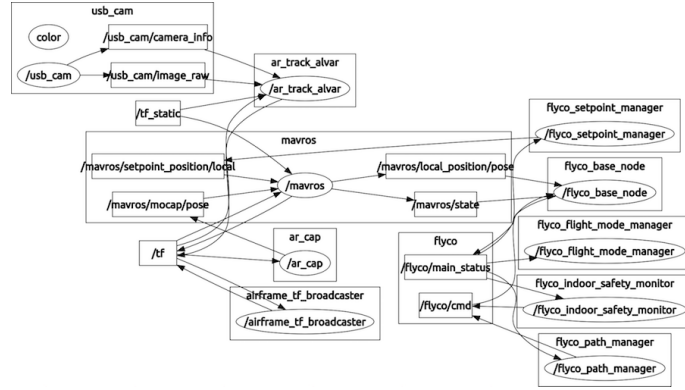 usb_cam
color
/usb_cam/camera_info
/usb_cam
/usb_cam/image_raw
ar_track_alvar
/ar_track_alvar
/tf_static
mavros
/mavros/setpoint_position/local
/mavros/local_position/pose
/mavros
/mavros/mocap/pose
/mavros/state
/tf
ar_cap
/ar_cap
airframe_tf_broadcaster
/airframe_tf_broadcaster
flyco
/flyco/main_status
/flyco/cmd
flyco_setpoint_manager
/flyco_setpoint_manager
flyco_base_node
/flyco_base_node
flyco_flight_mode_manager
/flyco_flight_mode_manager
flyco_indoor_safety_monitor
/flyco_indoor_safety_monitor
flyco_path_manager
/flyco_path_manager